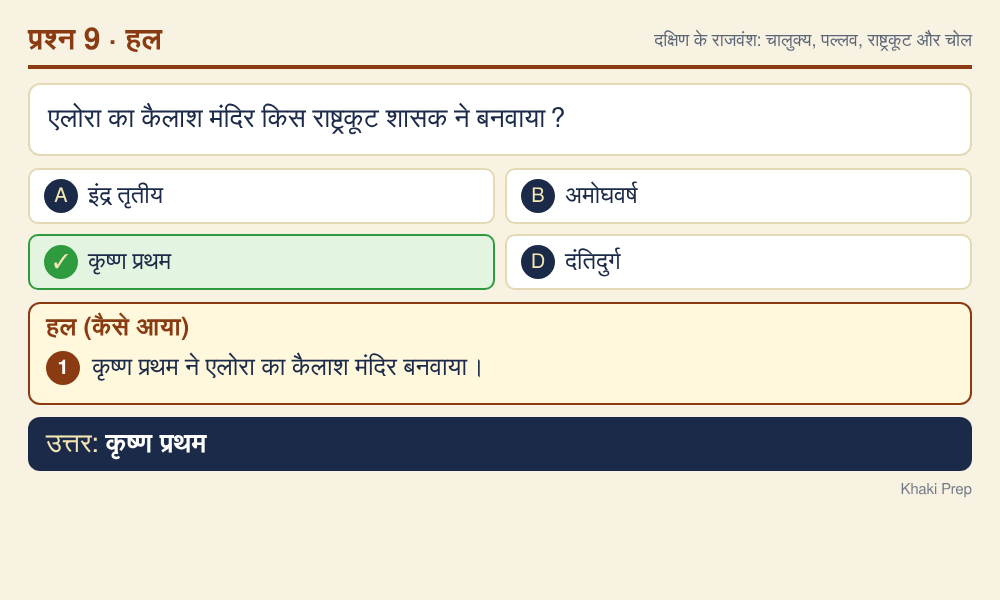 प्रश्न 9 · हल
दक्षिण के राजवंश: चालुक्य, पल्लव, राष्ट्रकूट और चोल
एलोरा का कैलाश मंदिर किस राष्ट्रकूट शासक ने बनवाया ?
A इंद्र तृतीय
B अमोघवर्ष
✓ कृष्ण प्रथम
D दंतिदुर्ग
हल (कैसे आया)
1 कृष्ण प्रथम ने एलोरा का कैलाश मंदिर बनवाया।
उत्तर: कृष्ण प्रथम
Khaki Prep